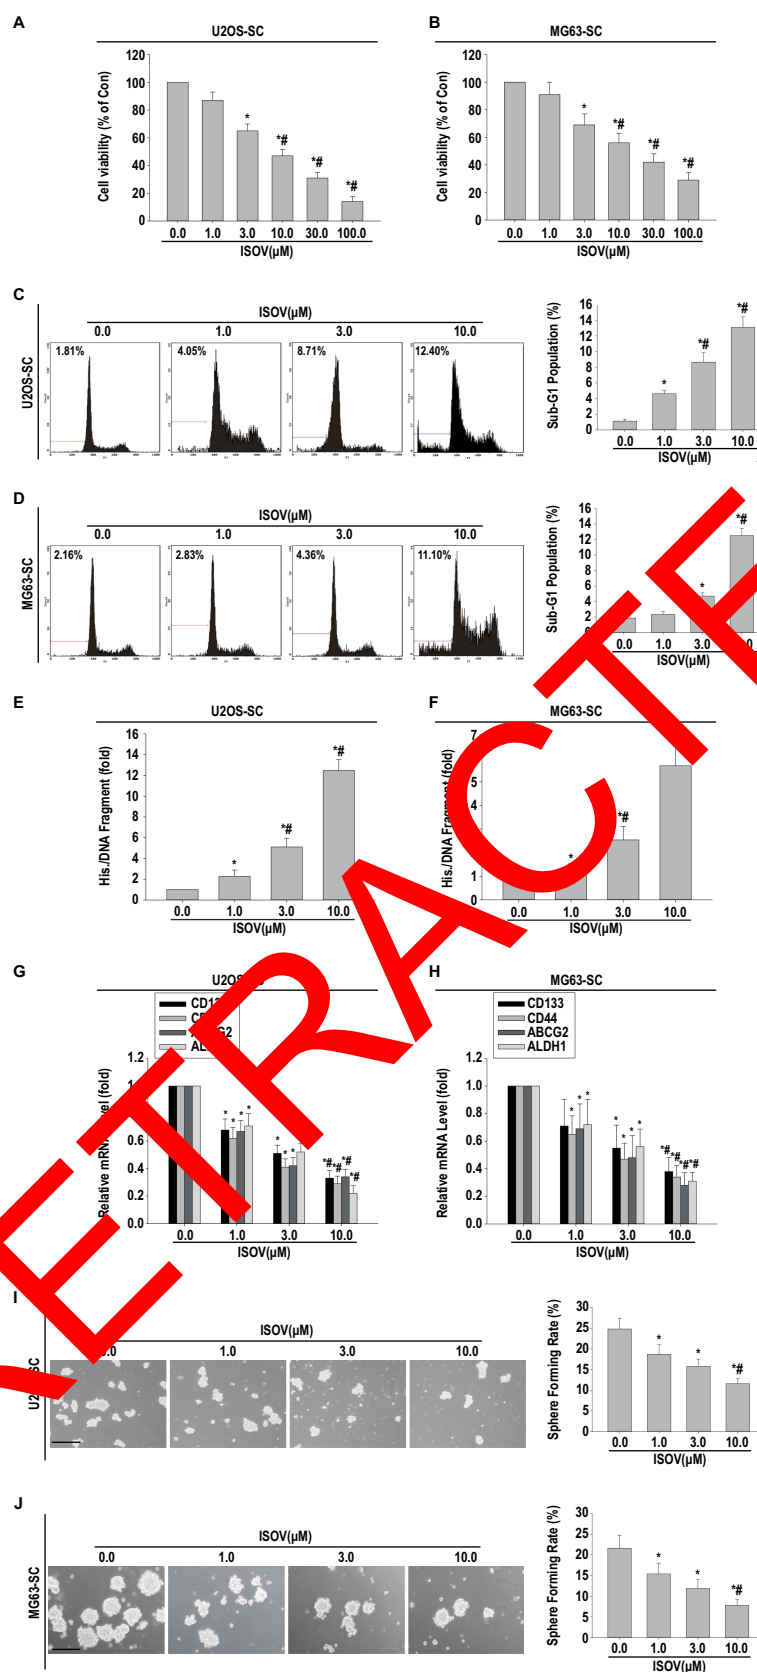 A
U2OS-SC
Cell viability (% of Con)
120
100
80
60
40
20
0
*
*#
*#
*#
0.0 1.0 3.0 10.0 30.0 100.0
ISOV(µM)
B
MG63-SC
Cell viability (% of Con)
120
100
80
60
40
20
0
*
*#
*#
*#
0.0 1.0 3.0 10.0 30.0 100.0
ISOV(µM)
C
U2OS-SC
ISOV(µM)
0.0 1.0 3.0 10.0
1.81% 4.05% 8.71% 12.40%
Sub-G1 Population (%)
16
14
12
10
8
6
4
2
0
*
*#
*#
0.0 1.0 3.0 10.0
ISOV(µM)
D
MG63-SC
ISOV(µM)
0.0 1.0 3.0 10.0
2.16% 2.83% 4.36% 11.10%
Sub-G1 Population (%)
16
14
12
10
8
6
4
2
*
*#
0.0 1.0 3.0
ISOV(µM)
E
U2OS-SC
His./DNA Fragment (fold)
16
14
12
10
8
6
4
2
0
*
*#
*#
0.0 1.0 3.0 10.0
ISOV(µM)
F
MG63-SC
His./DNA Fragment (fold)
7
5
4
1
0
*
*#
0.0 1.0 3.0 10.0
ISOV(µM)
G
ABCG2
Relative mRNA Level (fold)
1.2
0.6
0.4
0.2
0.0
* * * *
* * *
*# *# *# *#
0.0 1.0 3.0 10.0
ISOV(µM)
H
MG63-SC
CD133
CD44
ABCG2
ALDH1
Relative mRNA Level (fold)
1.2
1.0
0.8
0.6
0.4
0.2
0.0
* * *
* * * *
*# *# *# *#
0.0 1.0 3.0 10.0
ISOV(µM)
I
ISOV(µM)
1.0 3.0 10.0
Sphere Forming Rate (%)
30
25
20
15
10
5
0
*
*
*#
0.0 1.0 3.0 10.0
ISOV(µM)
J
MG63-SC
ISOV(µM)
0.0 1.0 3.0 10.0
Sphere Forming Rate (%)
30
25
20
15
10
5
0
*
*
*#
0.0 1.0 3.0 10.0
ISOV(µM)
RETRACTE